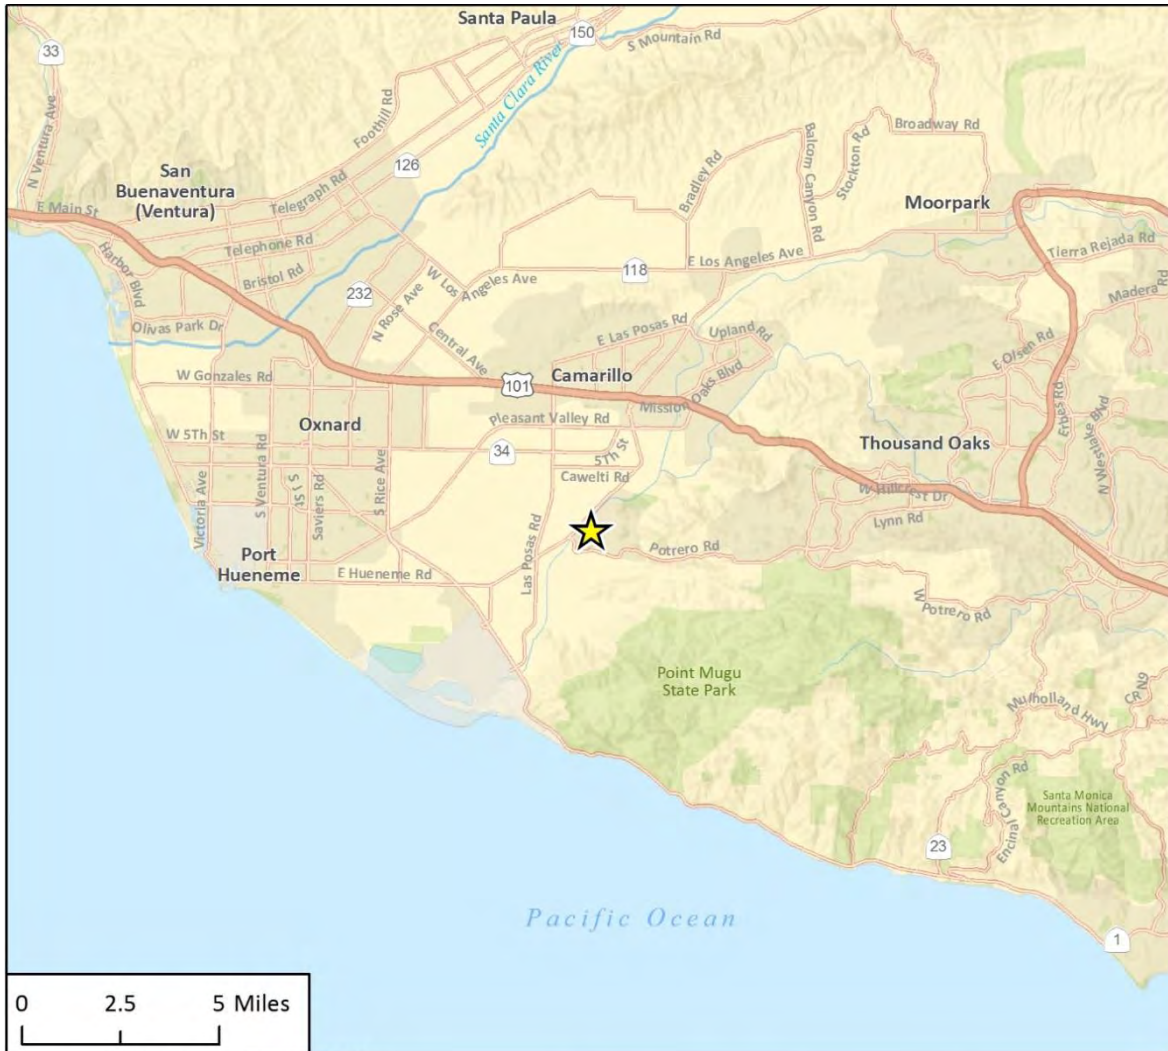 Santa Paula
150
S Mountain Rd
33
Santa Clara River
Foothill Rd
N Ventura Ave
126
Broadway Rd
Bradley Rd
Balcom Canyon Rd
Stockton Rd
San
Buenaventura
(Ventura)
Telegraph Rd
Moorpark
E Main St
Telephone Rd
Tierra Rejada Rd
Harbor Blvd
Bristol Rd
W Los Angeles Ave
E Los Angeles Ave
118
232
N Rose Ave
Madera Rd
Olivas Park Dr
Central Ave
E Las Posas Rd
Upland Rd
E Olsen Rd
W Gonzales Rd
101
Camarillo
Mission Oaks Blvd
Erbes Rd
N Westlake Blvd
Pleasant Valley Rd
Oxnard
W 5Th St
34
5Th St
Thousand Oaks
Cawelti Rd
W Hillcrest Dr
Victoria Ave
S Ventura Rd
S J St
Saviers Rd
S Rice Ave
Lynn Rd
Las Posas Rd
Potrero Rd
Port
Hueneme
E Hueneme Rd
W Potrero Rd
Point Mugu
State Park
Mulholland Hwy
CR N9
Encinal Canyon Rd
Santa Monica
Mountains National
Recreation Area
23
Pacific Ocean
1
0 2.5 5 Miles